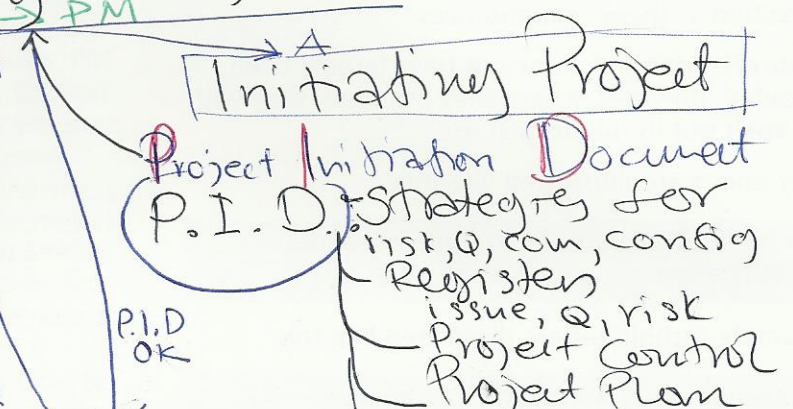 → PM
A
Initiating Project
Project Initiation Document
P. I. D.: Strategies for
risk, Q, com, config
- Registers
issue, Q, risk
P.I.D
OK
- Project Control
- Project Plan